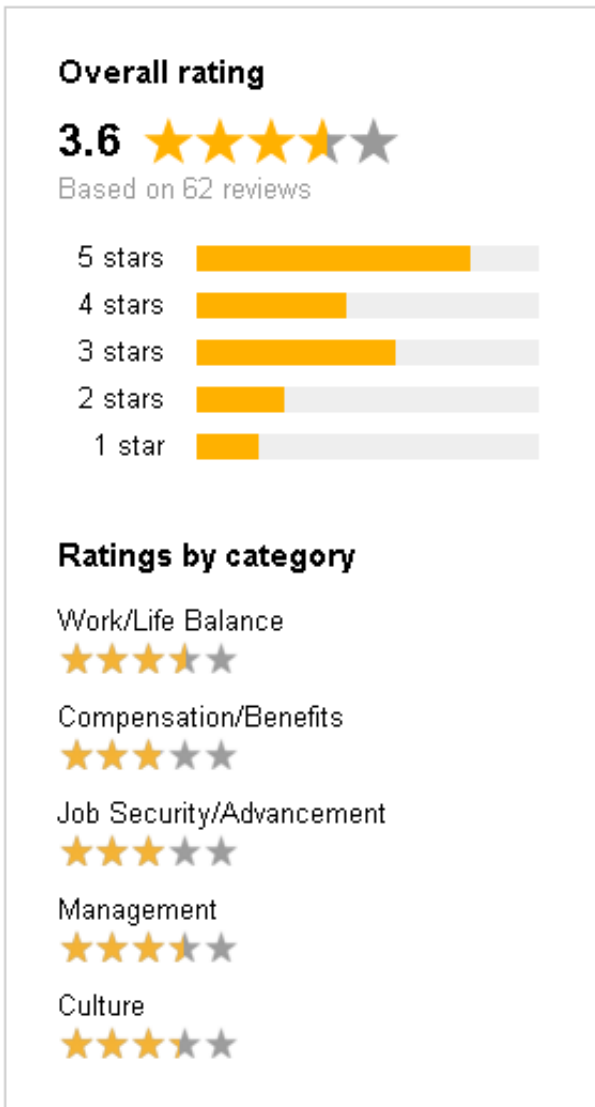 Overall rating
3.6
Based on 62 reviews
5 stars
4 stars
3 stars
2 stars
1 star
Ratings by category
Work/Life Balance
Compensation/Benefits
Job Security/Advancement
Management
Culture